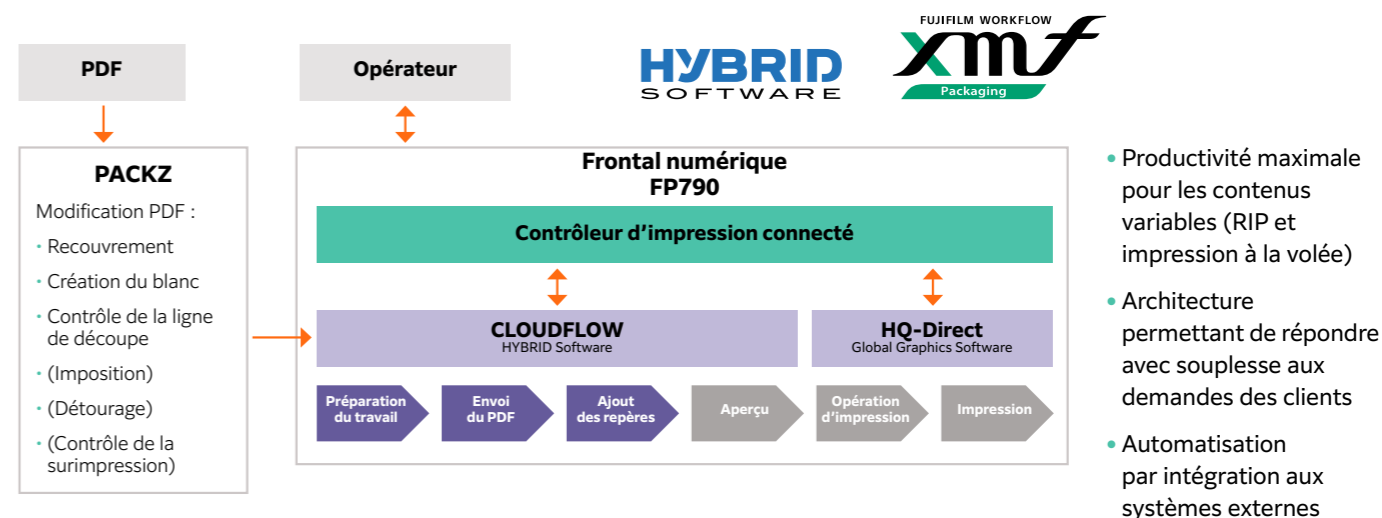 PDF
Opérateur
HYBRID
SOFTWARE
FUJIFILM WORKFLOW
xmf
Packaging
PACKZ
Modification PDF :
• Recouvrement
• Création du blanc
• Contrôle de la ligne
de découpe
• (Imposition)
• (Détourage)
• (Contrôle de la
surimpression)
Frontal numérique
FP790
Contrôleur d'impression connecté
CLOUDFLOW
HYBRID Software
HQ-Direct
Global Graphics Software
Préparation
du travail
Envoi
du PDF
Ajout
des repères
Aperçu
Opération
d'impression
Impression
• Productivité maximale
pour les contenus
variables (RIP et
impression à la volée)
• Architecture
permettant de répondre
avec souplesse aux
demandes des clients
• Automatisation
par intégration aux
systèmes externes